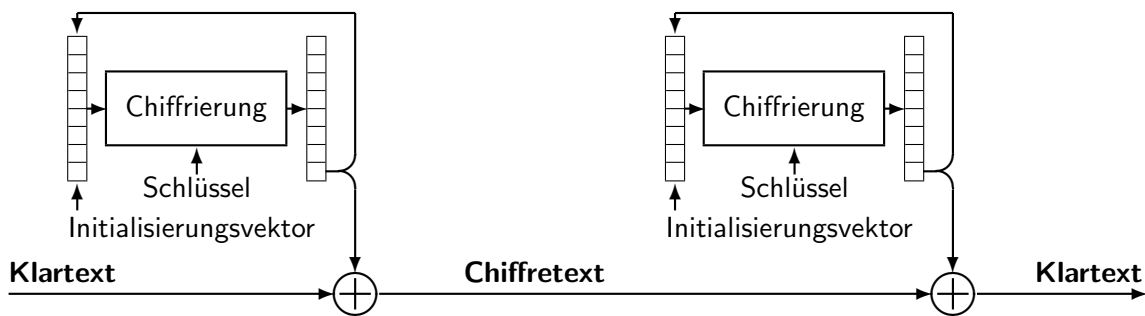 Chiffrierung
Schlüssel
Initialisierungsvektor
Chiffrierung
Schlüssel
Initialisierungsvektor
Klartext
Chiffretext
Klartext